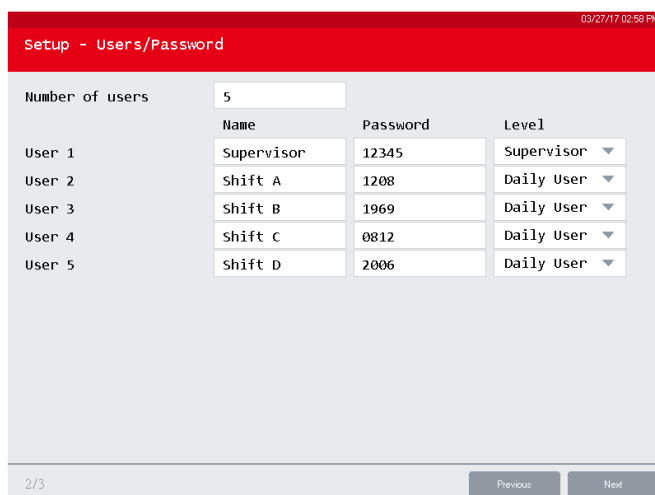 03/27/17 02:58 PM
Setup - Users/Password
Number of users 5
Name Password Level
User 1 Supervisor 12345 Supervisor
User 2 Shift A 1208 Daily User
User 3 Shift B 1969 Daily User
User 4 Shift C 0812 Daily User
User 5 Shift D 2006 Daily User
2/3 Previous Next